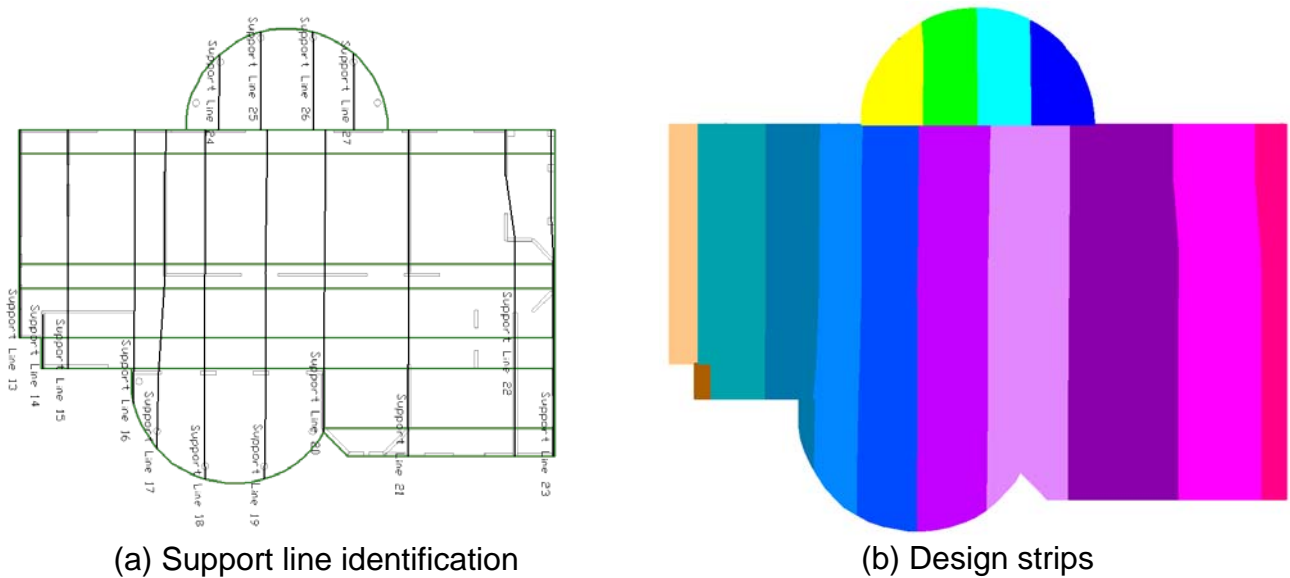 Support Line 24
Support Line 25
Support Line 26
Support Line 27
Support Line 13
Support Line 14
Support Line 15
Support Line 16
Support Line 17
Support Line 18
Support Line 19
Support Line 20
Support Line 21
Support Line 22
Support Line 23
(a) Support line identification
(b) Design strips